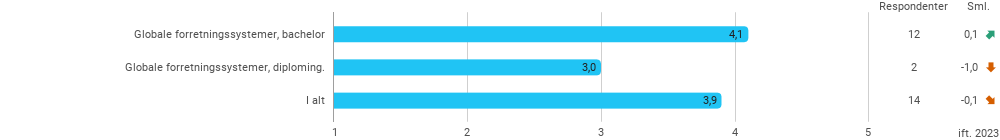 Respondenter Sml.
Globale forretningssystemer, bachelor 4,1 12 0,1
Globale forretningssystemer, diploming. 3,0 2 -1,0
I alt 3,9 14 -0,1
1 2 3 4 5 ift. 2023